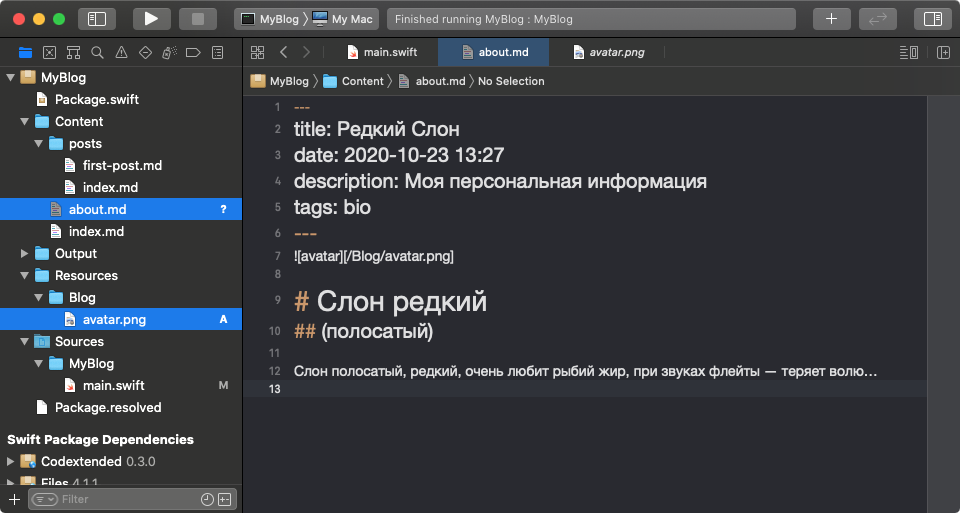 MyBlog 〉 My Mac
Finished running MyBlog : MyBlog
main.swift
about.md
avatar.png
MyBlog 〉 Content 〉 about.md 〉 No Selection
MyBlog
Package.swift
Content
posts
first-post.md
index.md
about.md ?
index.md
Output
Resources
Blog
avatar.png A
Sources
MyBlog
main.swift M
Package.resolved
Swift Package Dependencies
Codextended 0.3.0
Files 4.1.1
Filter
1 ---
2 title: Редкий Слон
3 date: 2020-10-23 13:27
4 description: Моя персональная информация
5 tags: bio
6 ---
7 ![avatar][/Blog/avatar.png]
8
9 # Слон редкий
10 ## (полосатый)
11
12 Слон полосатый, редкий, очень любит рыбий жир, при звуках флейты — теряет волю...
13